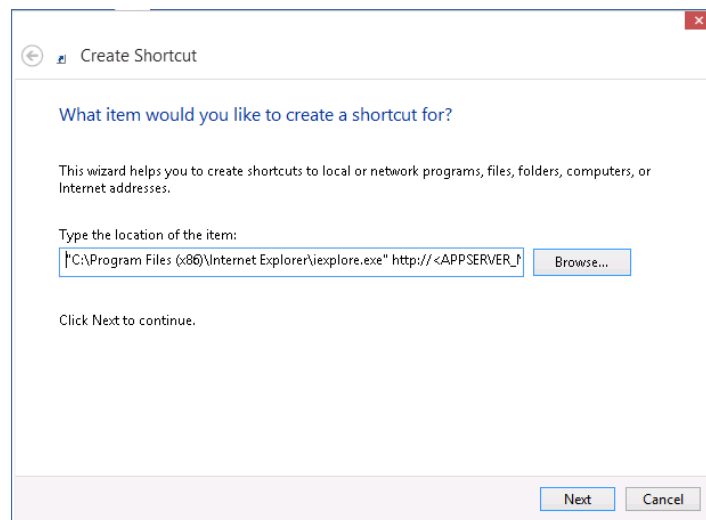 Create Shortcut
What item would you like to create a shortcut for?
This wizard helps you to create shortcuts to local or network programs, files, folders, computers, or
Internet addresses.
Type the location of the item:
"C:\Program Files (x86)\Internet Explorer\iexplore.exe" http://<APPSERVER_
Browse...
Click Next to continue.
Next
Cancel